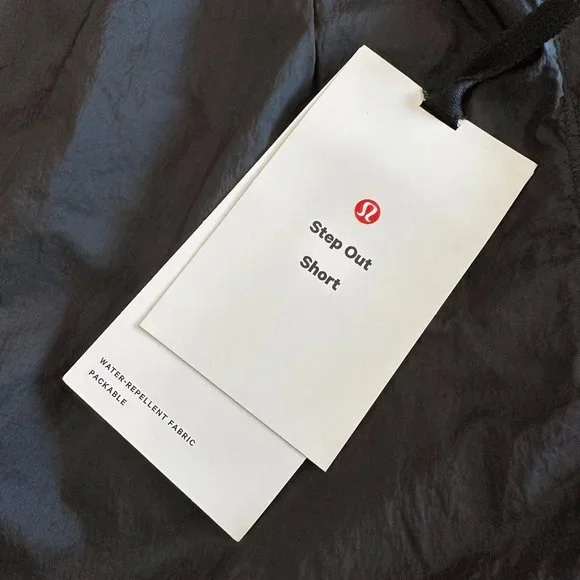 Step Out
Short
WATER-REPELLENT FABRIC
PACKABLE